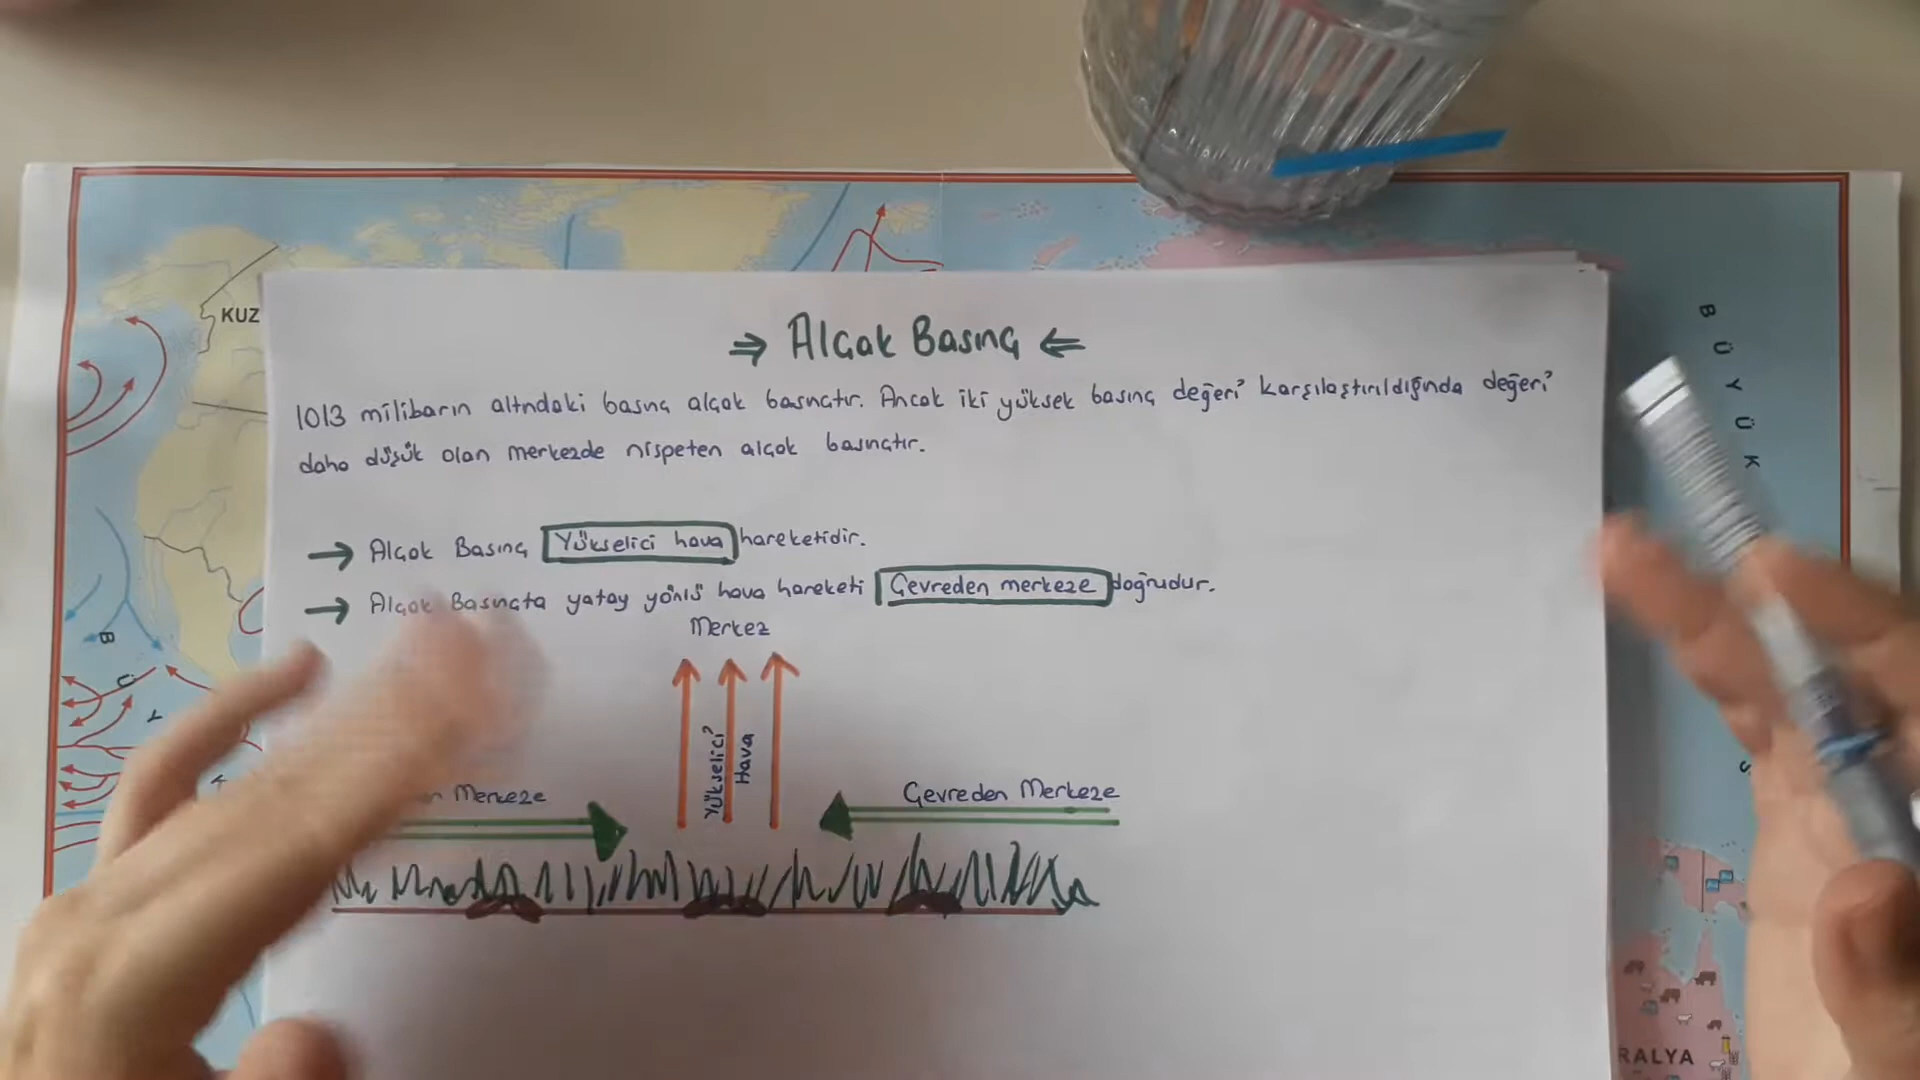 ⇒ Alçak Basınç ⇐
1013 milibarın altındaki basınç alçak basınçtır. Ancak iki yüksek basınç değeri karşılaştırıldığında değeri
daha düşük olan merkezde nispeten alçak basınçtır.
→ Alçak Basınç Yükselici hava hareketidir.
→ Alçak Basınçta yatay yönlü hava hareketi Çevreden merkeze doğrudur.
Merkez
Yükselici
Hava
Merkeze
Çevreden Merkeze
KUZ
B Ü Y Ü K
B Ü Y
RALYA